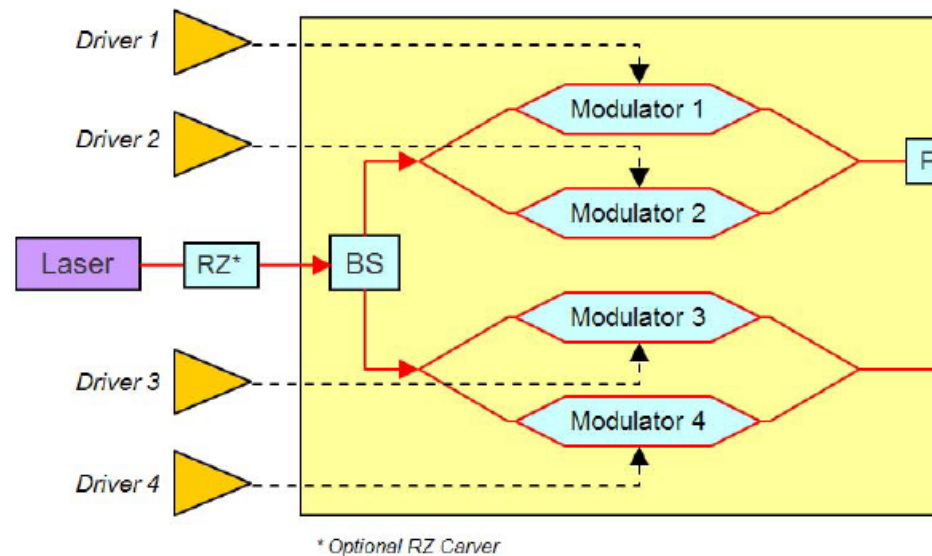 Driver 1
Modulator 1
Driver 2
Modulator 2
Laser
RZ*
BS
Modulator 3
Driver 3
Modulator 4
Driver 4
* Optional RZ Carver